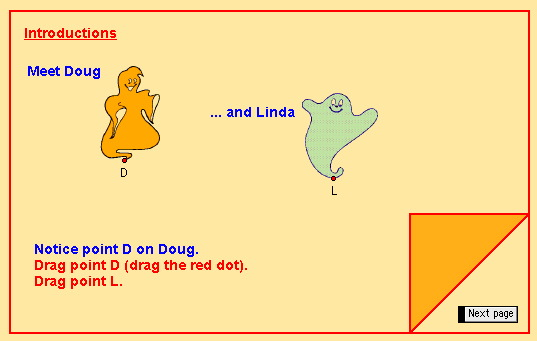 Introductions
Meet Doug
... and Linda
D
L
Notice point D on Doug.
Drag point D (drag the red dot).
Drag point L.
Next page